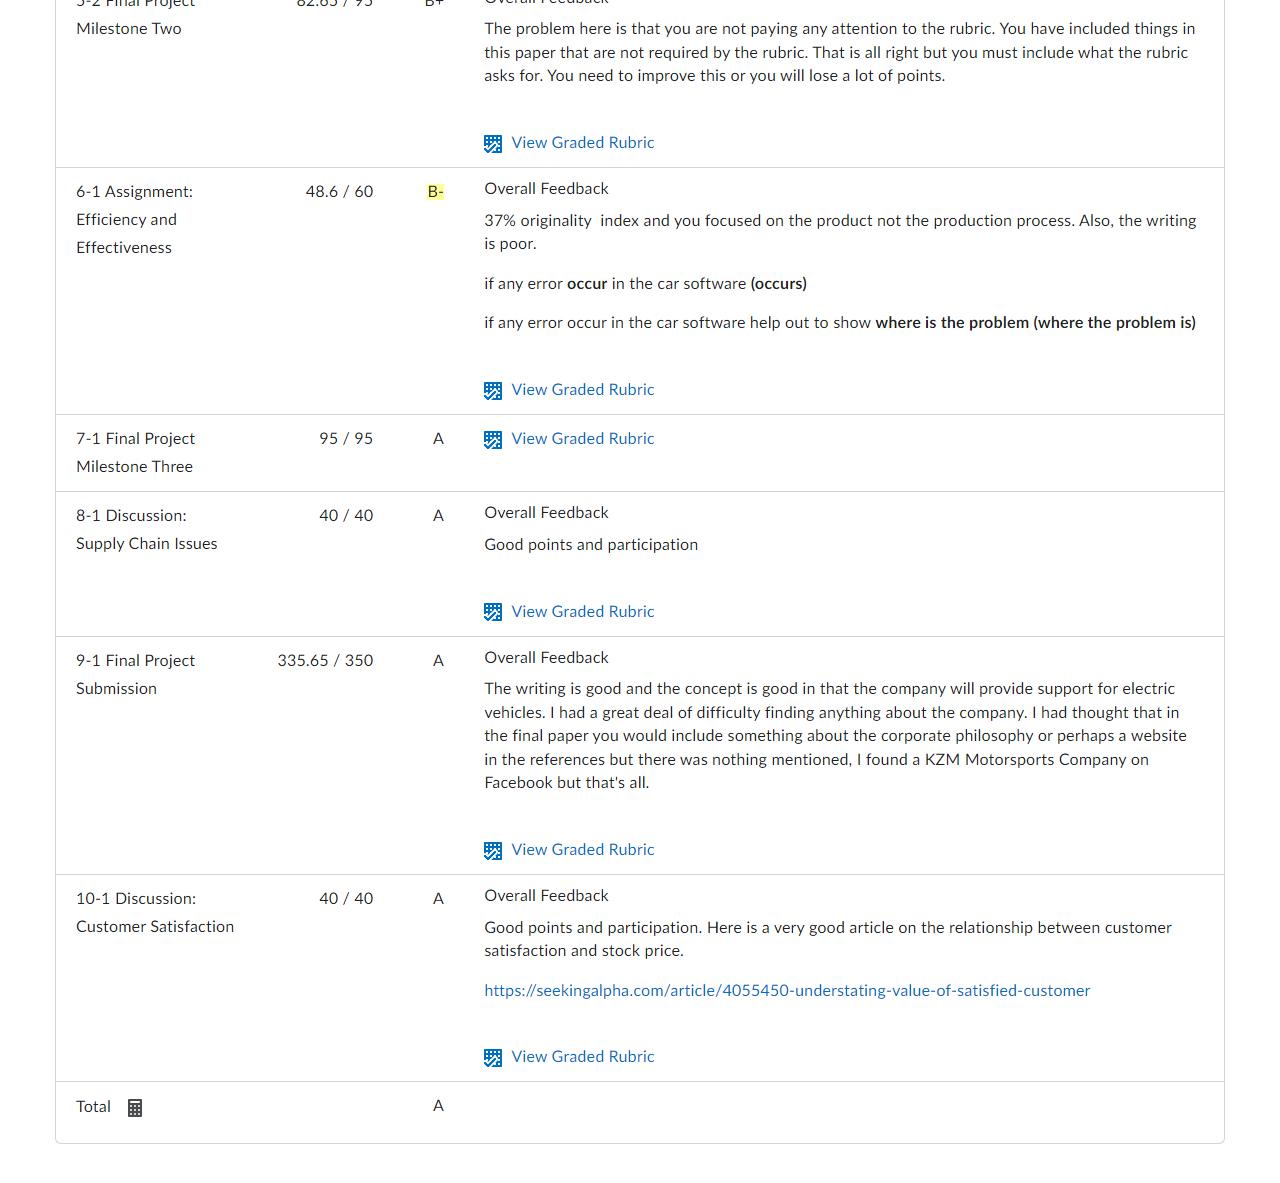 5-2 Final Project 82.65 / 95 B+ Overall Feedback
Milestone Two
The problem here is that you are not paying any attention to the rubric. You have included things in
this paper that are not required by the rubric. That is all right but you must include what the rubric
asks for. You need to improve this or you will lose a lot of points.
View Graded Rubric
6-1 Assignment: 48.6 / 60 B- Overall Feedback
Efficiency and
Effectiveness
37% originality  index and you focused on the product not the production process. Also, the writing
is poor.
if any error occur in the car software (occurs)
if any error occur in the car software help out to show where is the problem (where the problem is)
View Graded Rubric
7-1 Final Project 95 / 95 A View Graded Rubric
Milestone Three
8-1 Discussion: 40 / 40 A Overall Feedback
Supply Chain Issues
Good points and participation
View Graded Rubric
9-1 Final Project 335.65 / 350 A Overall Feedback
Submission
The writing is good and the concept is good in that the company will provide support for electric
vehicles. I had a great deal of difficulty finding anything about the company. I had thought that in
the final paper you would include something about the corporate philosophy or perhaps a website
in the references but there was nothing mentioned, I found a KZM Motorsports Company on
Facebook but that's all.
View Graded Rubric
10-1 Discussion: 40 / 40 A Overall Feedback
Customer Satisfaction
Good points and participation. Here is a very good article on the relationship between customer
satisfaction and stock price.
https://seekingalpha.com/article/4055450-understating-value-of-satisfied-customer
View Graded Rubric
Total A